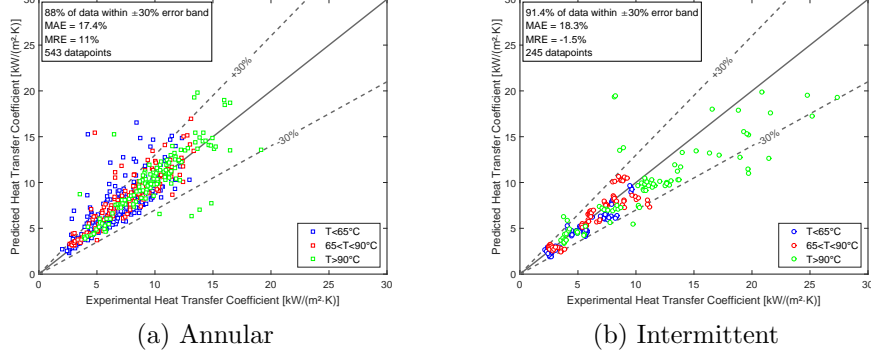 88% of data within ±30% error band
MAE = 17.4%
MRE = 11%
543 datapoints
+30%
-30%
T<65°C
65<T<90°C
T>90°C
30
25
20
15
10
5
0
0
5
10
15
20
25
30
Predicted Heat Transfer Coefficient [kW/(m²·K)]
Experimental Heat Transfer Coefficient [kW/(m²·K)]
(a) Annular
91.4% of data within ±30% error band
MAE = 18.3%
MRE = -1.5%
245 datapoints
+30%
-30%
T<65°C
65<T<90°C
T>90°C
30
25
20
15
10
5
0
0
5
10
15
20
25
30
Predicted Heat Transfer Coefficient [kW/(m²·K)]
Experimental Heat Transfer Coefficient [kW/(m²·K)]
(b) Intermittent